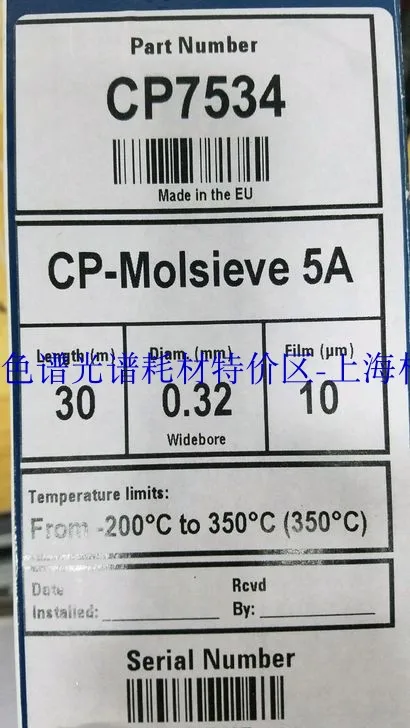 Part Number
CP7534
Made in the EU
CP-Molsieve 5A
Length (m) Diam. (mm) Film (µm)
色谱光谱耗材特价区-上海
30 0.32 10
Widebore
Temperature limits:
From -200°C to 350°C (350°C)
Date Rcvd
Installed: By:
Serial Number